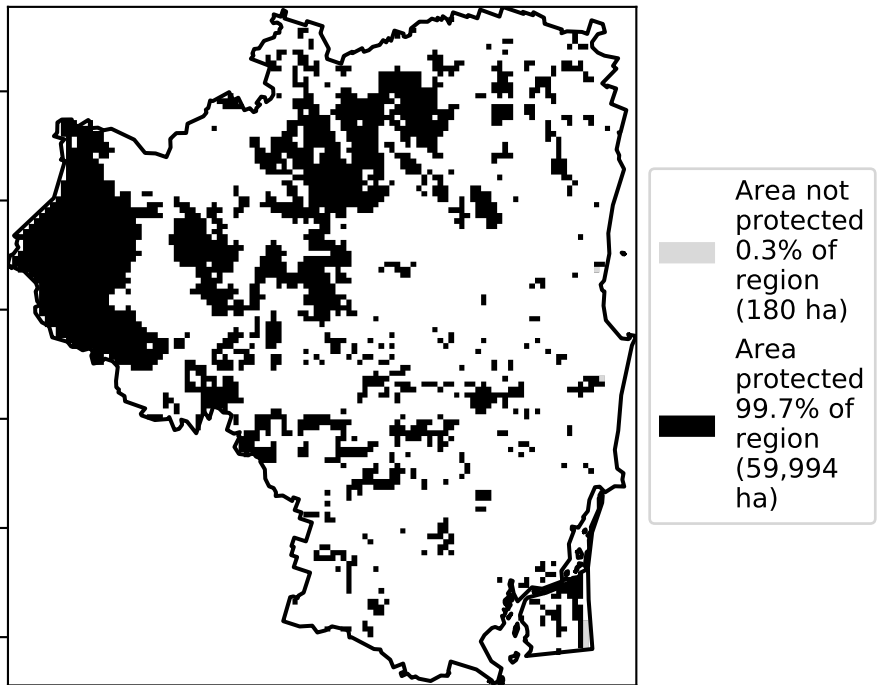 Area not
protected
0.3% of
region
(180 ha)
Area
protected
99.7% of
region
(59,994
ha)